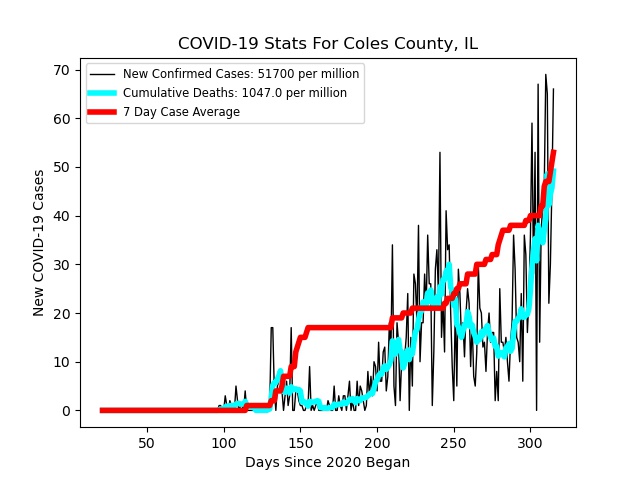 COVID-19 Stats For Coles County, IL
New Confirmed Cases: 51700 per million
Cumulative Deaths: 1047.0 per million
7 Day Case Average
New COVID-19 Cases
70
60
50
40
30
20
10
0
50 100 150 200 250 300
Days Since 2020 Began